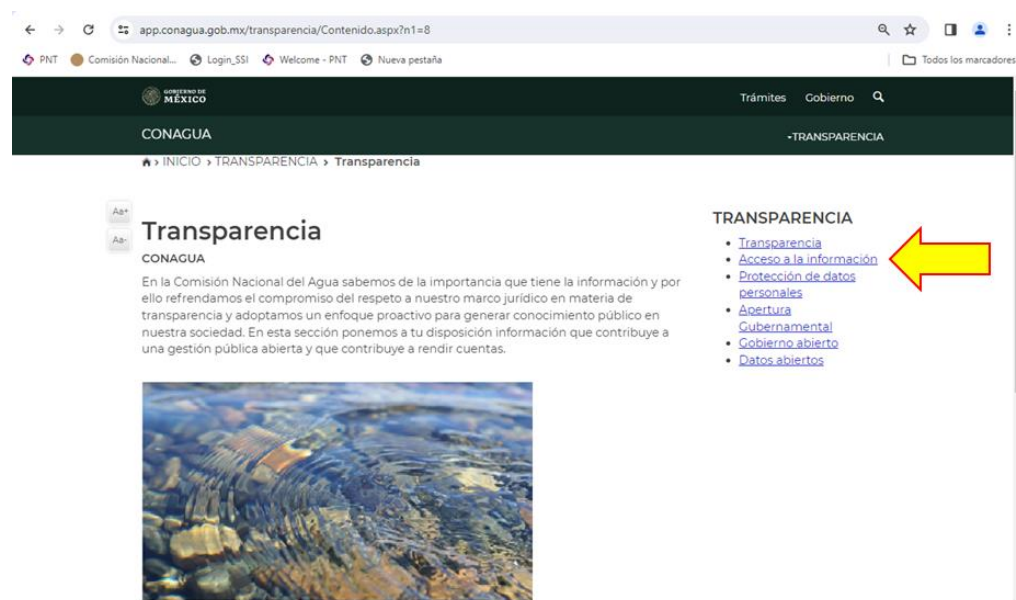 app.conagua.gob.mx/transparencia/Contenido.aspx?n1=8
PNT Comisión Nacional... Login_SSI Welcome - PNT Nueva pestaña Todos los marcadores
GOBIERNO DE
MÉXICO
Trámites Gobierno
CONAGUA
-TRANSPARENCIA
> INICIO > TRANSPARENCIA > Transparencia
Aa+
Aa-
Transparencia
CONAGUA
En la Comisión Nacional del Agua sabemos de la importancia que tiene la información y por
ello refrendamos el compromiso del respeto a nuestro marco jurídico en materia de
transparencia y adoptamos un enfoque proactivo para generar conocimiento público en
nuestra sociedad. En esta sección ponemos a tu disposición información que contribuye a
una gestión pública abierta y que contribuye a rendir cuentas.
TRANSPARENCIA
• Transparencia
• Acceso a la información
• Protección de datos
personales
• Apertura
Gubernamental
• Gobierno abierto
• Datos abiertos